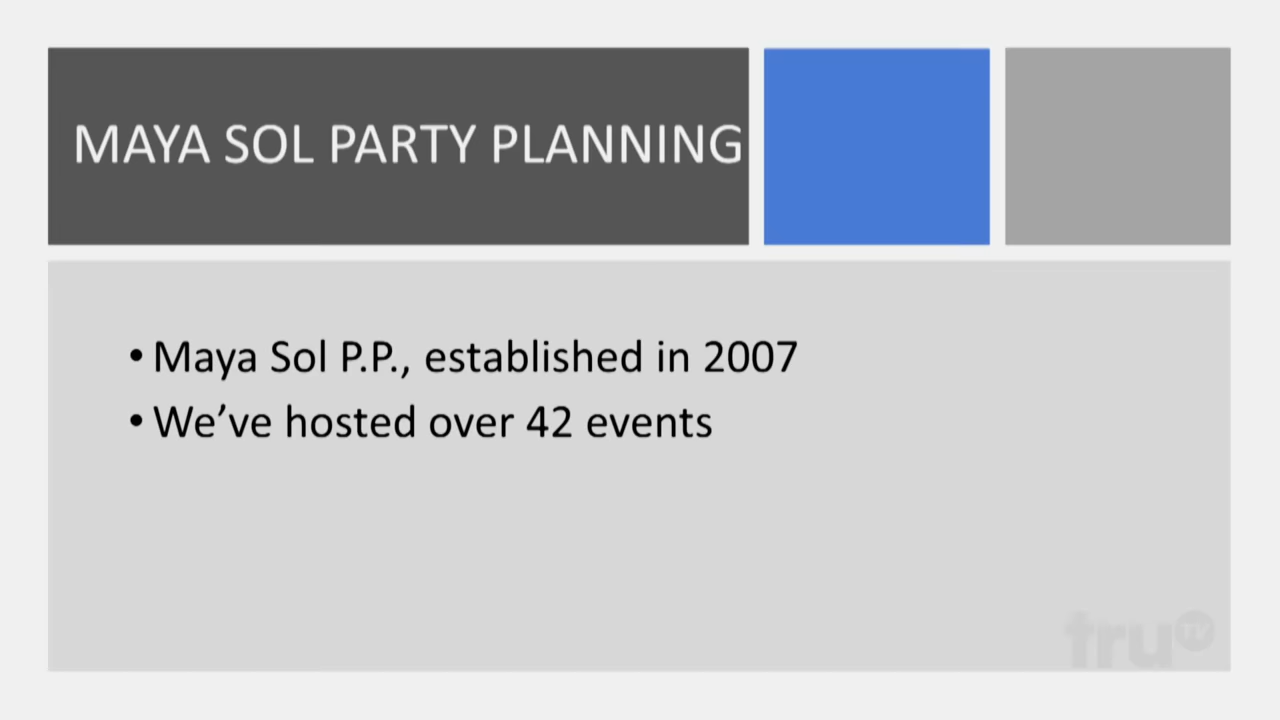 MAYA SOL PARTY PLANNING
• Maya Sol P.P., established in 2007
• We’ve hosted over 42 events
truTV